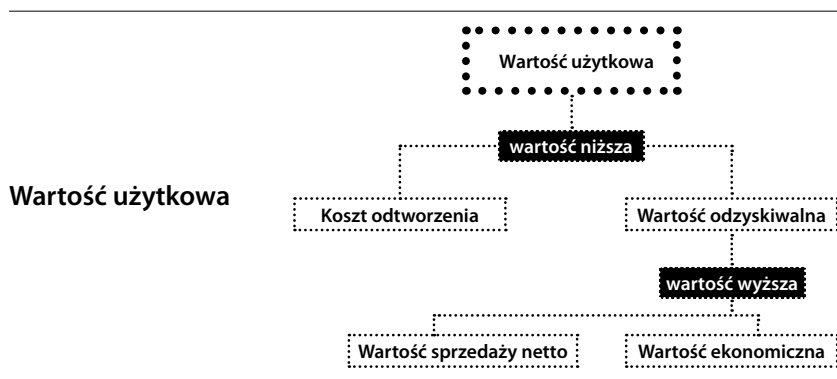 Wartość użytkowa
wartość niższa
Wartość użytkowa
Koszt odtworzenia
Wartość odzyskiwalna
wartość wyższa
Wartość sprzedaży netto
Wartość ekonomiczna